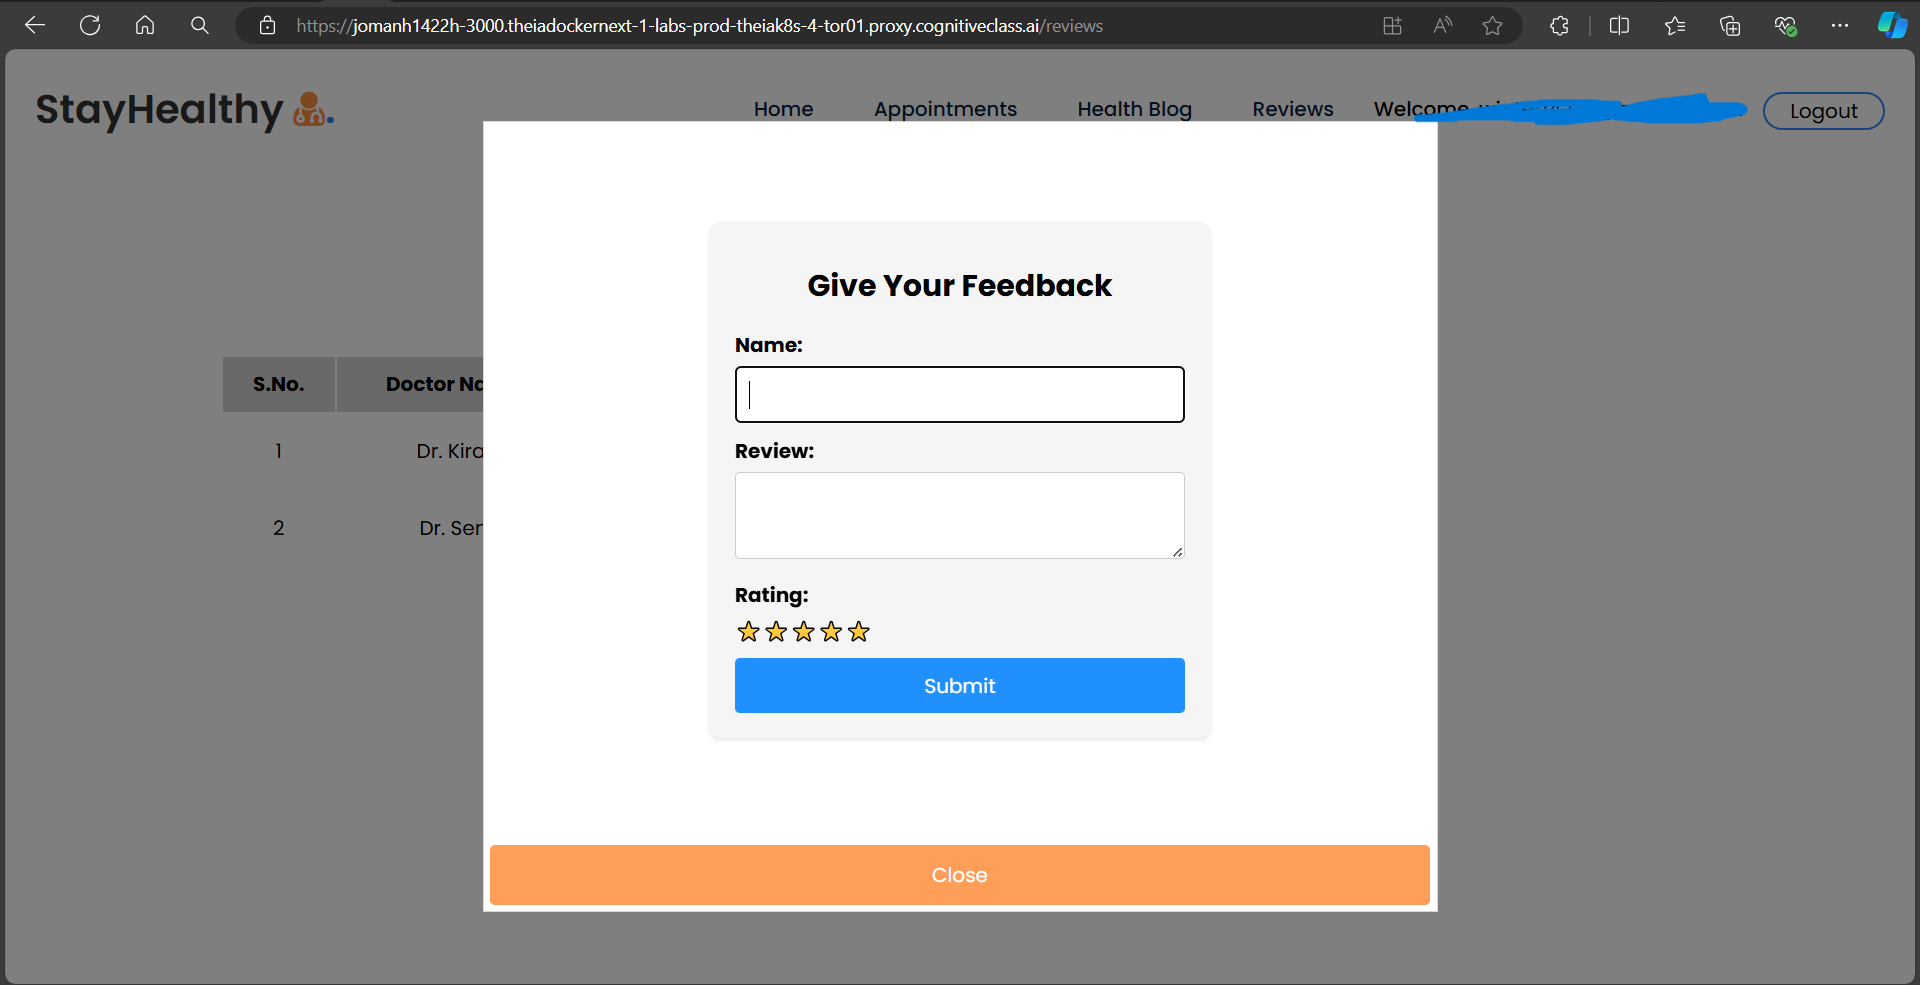 https://jomanh1422h-3000.theiadockernext-1-labs-prod-theiak8s-4-tor01.proxy.cognitiveclass.ai/reviews
StayHealthy
Home Appointments Health Blog Reviews Welcome, Logout
Give Your Feedback
Name:
S.No. Doctor Na
Review:
1 Dr. Kira
2 Dr. Ser
Rating:
Submit
Close